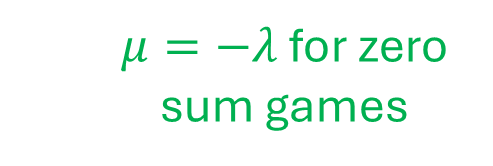 μ = −λ for zero
sum games